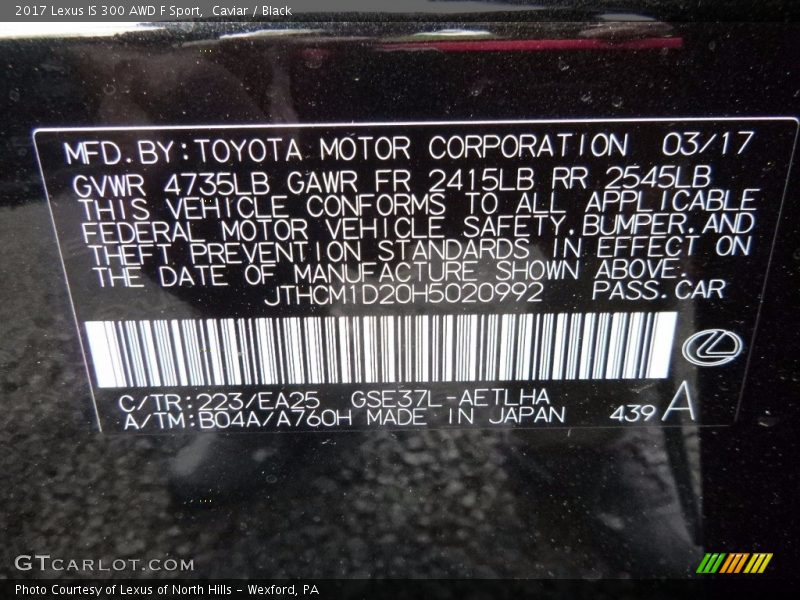 2017 Lexus IS 300 AWD F Sport, Caviar / Black
MFD.BY:TOYOTA MOTOR CORPORATION 03/17
GVWR 4735LB GAWR FR 2415LB RR 2545LB
THIS VEHICLE CONFORMS TO ALL APPLICABLE
FEDERAL MOTOR VEHICLE SAFETY,BUMPER,AND
THEFT PREVENTION STANDARDS IN EFFECT ON
THE DATE OF MANUFACTURE SHOWN ABOVE.
JTHCM1D20H5020992 PASS.CAR
C/TR:223/EA25 GSE37L-AETLHA
A/TM:B04A/A760H MADE IN JAPAN 439 A
GTCARLOT.COM
Photo Courtesy of Lexus of North Hills - Wexford, PA